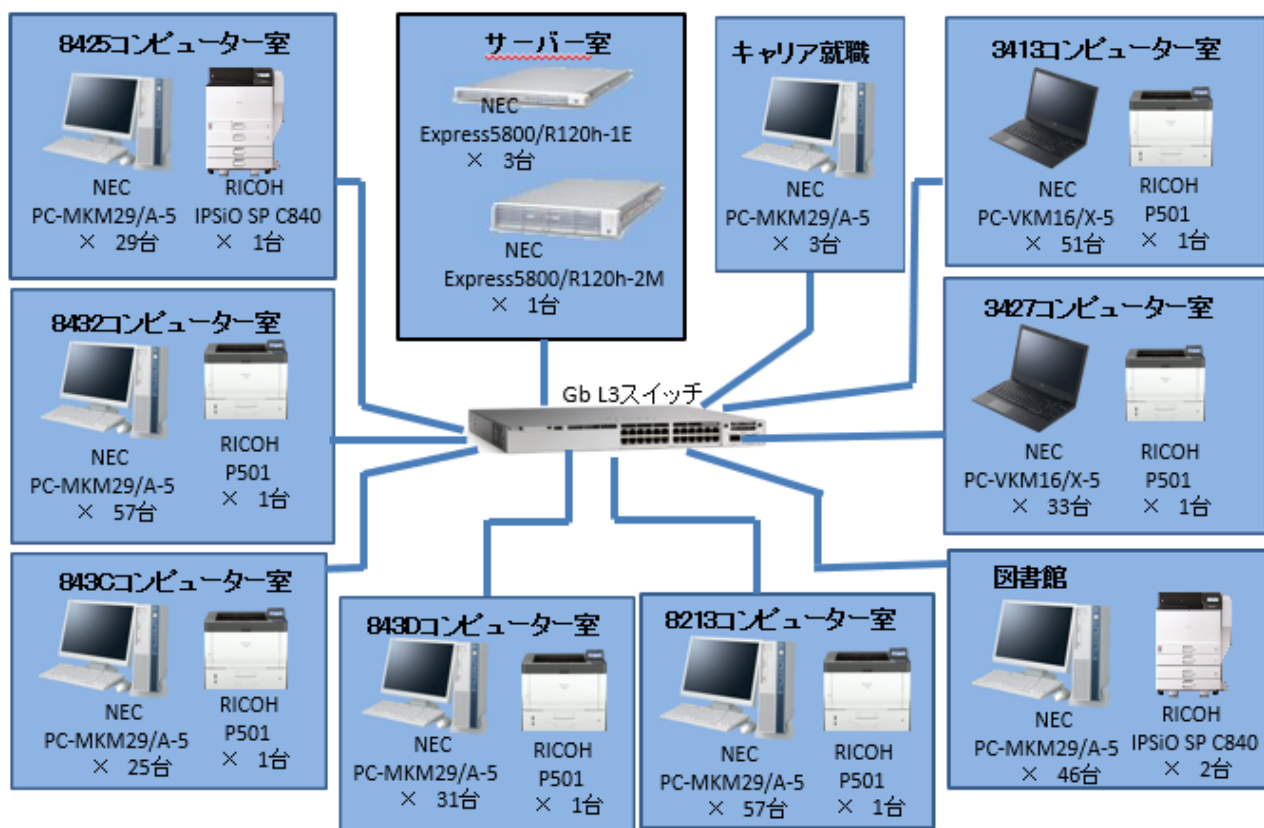 8425コンピューター室
NEC
PC-MKM29/A-5
× 29台
RICOH
IPSiO SP C840
× 1台
サーバー室
NEC
Express5800/R120h-1E
× 3台
NEC
Express5800/R120h-2M
× 1台
キャリア就職
NEC
PC-MKM29/A-5
× 3台
3413コンピューター室
NEC
PC-VKM16/X-5
× 51台
RICOH
P501
× 1台
8432コンピューター室
NEC
PC-MKM29/A-5
× 57台
RICOH
P501
× 1台
Gb L3スイッチ
3427コンピューター室
NEC
PC-VKM16/X-5
× 33台
RICOH
P501
× 1台
843Cコンピューター室
NEC
PC-MKM29/A-5
× 25台
RICOH
P501
× 1台
843Dコンピューター室
NEC
PC-MKM29/A-5
× 31台
RICOH
P501
× 1台
8213コンピューター室
NEC
PC-MKM29/A-5
× 57台
RICOH
P501
× 1台
図書館
NEC
PC-MKM29/A-5
× 46台
RICOH
IPSiO SP C840
× 2台